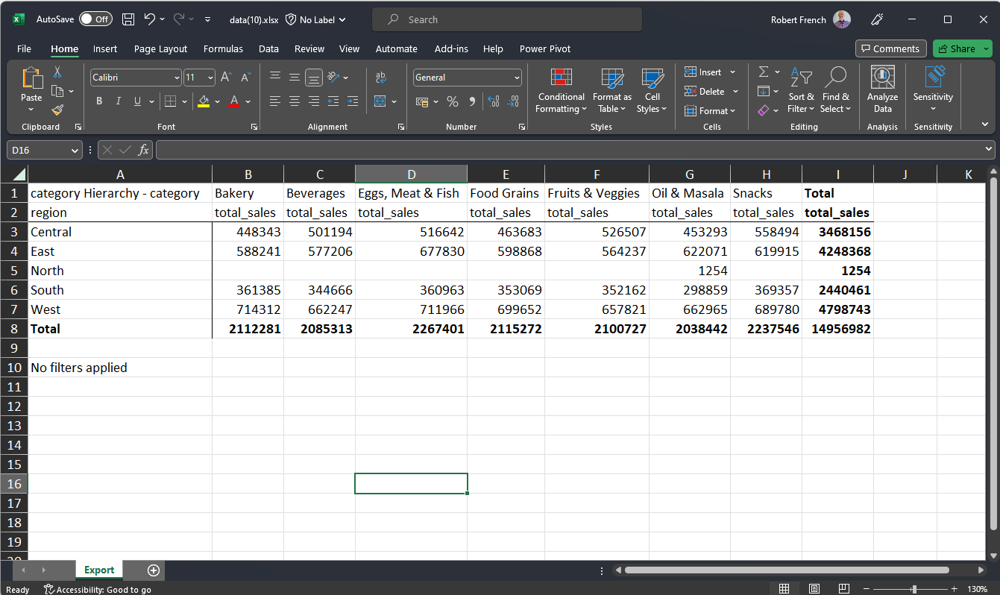 AutoSave Off data(10).xlsx No Label Search Robert French
File Home Insert Page Layout Formulas Data Review View Automate Add-ins Help Power Pivot Comments Share
Paste Calibri 11 ab General Conditional Formatting Format as Table Cell Styles Insert Delete Format Sort & Filter Find & Select Analyze Data Sensitivity
B I U A
Clipboard Font Alignment Number Styles Cells Editing Analysis Sensitivity
D16 fx
A B C D E F G H I J K
1 category Hierarchy - category Bakery Beverages Eggs, Meat & Fish Food Grains Fruits & Veggies Oil & Masala Snacks Total
2 region total_sales total_sales total_sales total_sales total_sales total_sales total_sales total_sales
3 Central 448343 501194 516642 463683 526507 453293 558494 3468156
4 East 588241 577206 677830 598868 564237 622071 619915 4248368
5 North 1254 1254
6 South 361385 344666 360963 353069 352162 298859 369357 2440461
7 West 714312 662247 711966 699652 657821 662965 689780 4798743
8 Total 2112281 2085313 2267401 2115272 2100727 2038442 2237546 14956982
9
10 No filters applied
11
12
13
14
15
16
17
18
19
20
Export
Ready Accessibility: Good to go 130%